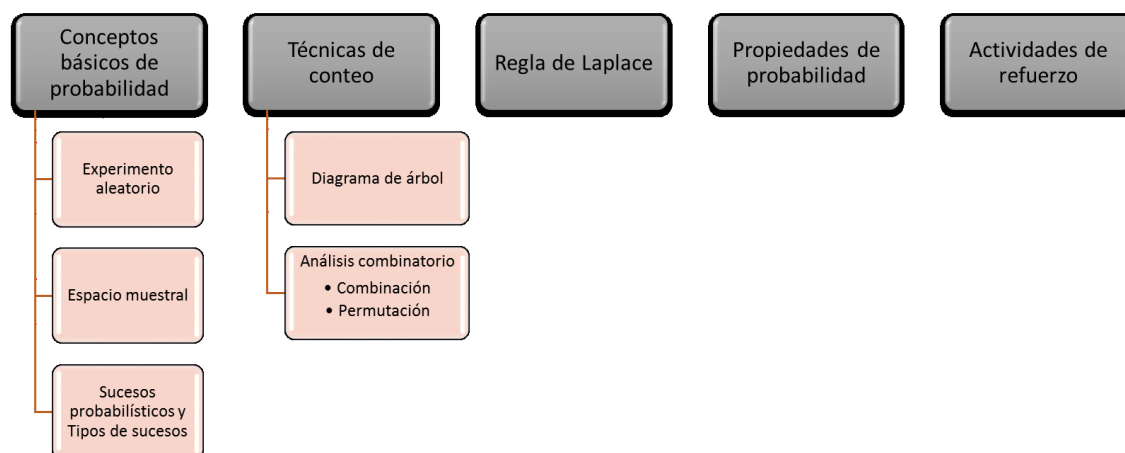 Conceptos
básicos de
probabilidad
Experimento
aleatorio
Espacio muestral
Sucesos
probabilísticos y
Tipos de sucesos
Técnicas de
conteo
Diagrama de árbol
Análisis combinatorio
• Combinación
• Permutación
Regla de Laplace
Propiedades de
probabilidad
Actividades de
refuerzo